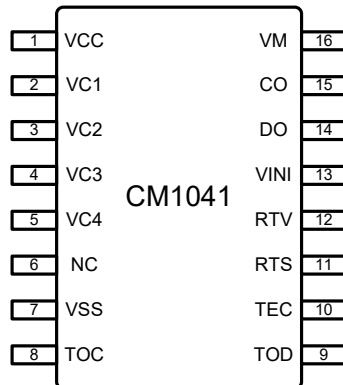 1 VCC VM 16
2 VC1 CO 15
3 VC2 DO 14
4 VC3 VINI 13
CM1041
5 VC4 RTV 12
6 NC RTS 11
7 VSS TEC 10
8 TOC TOD 9